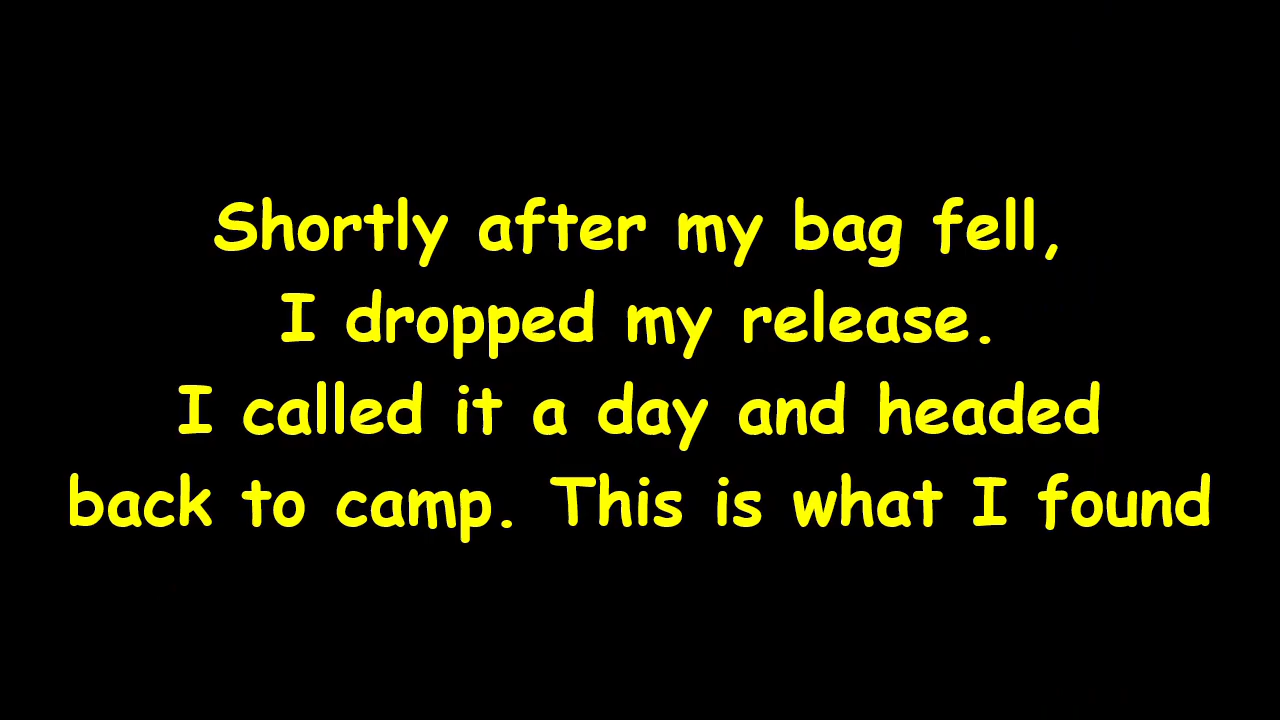 Shortly after my bag fell,
I dropped my release.
I called it a day and headed
back to camp. This is what I found